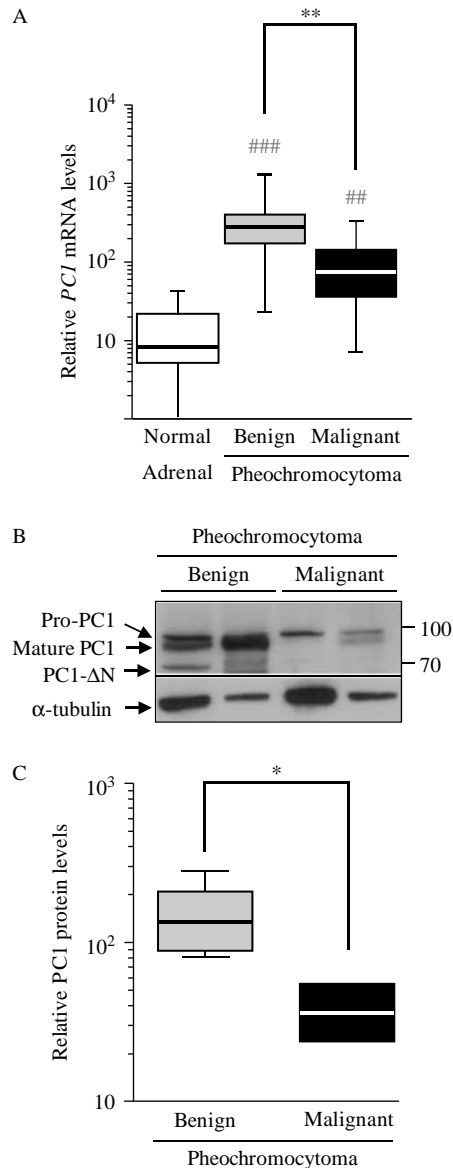 A
**
Relative PC1 mRNA levels
10⁴
10³
10²
10
###
##
Normal Benign Malignant
Adrenal Pheochromocytoma
B
Pheochromocytoma
Benign Malignant
Pro-PC1
Mature PC1
PC1-ΔN
α-tubulin
100
70
C
*
Relative PC1 protein levels
10³
10²
10
Benign Malignant
Pheochromocytoma